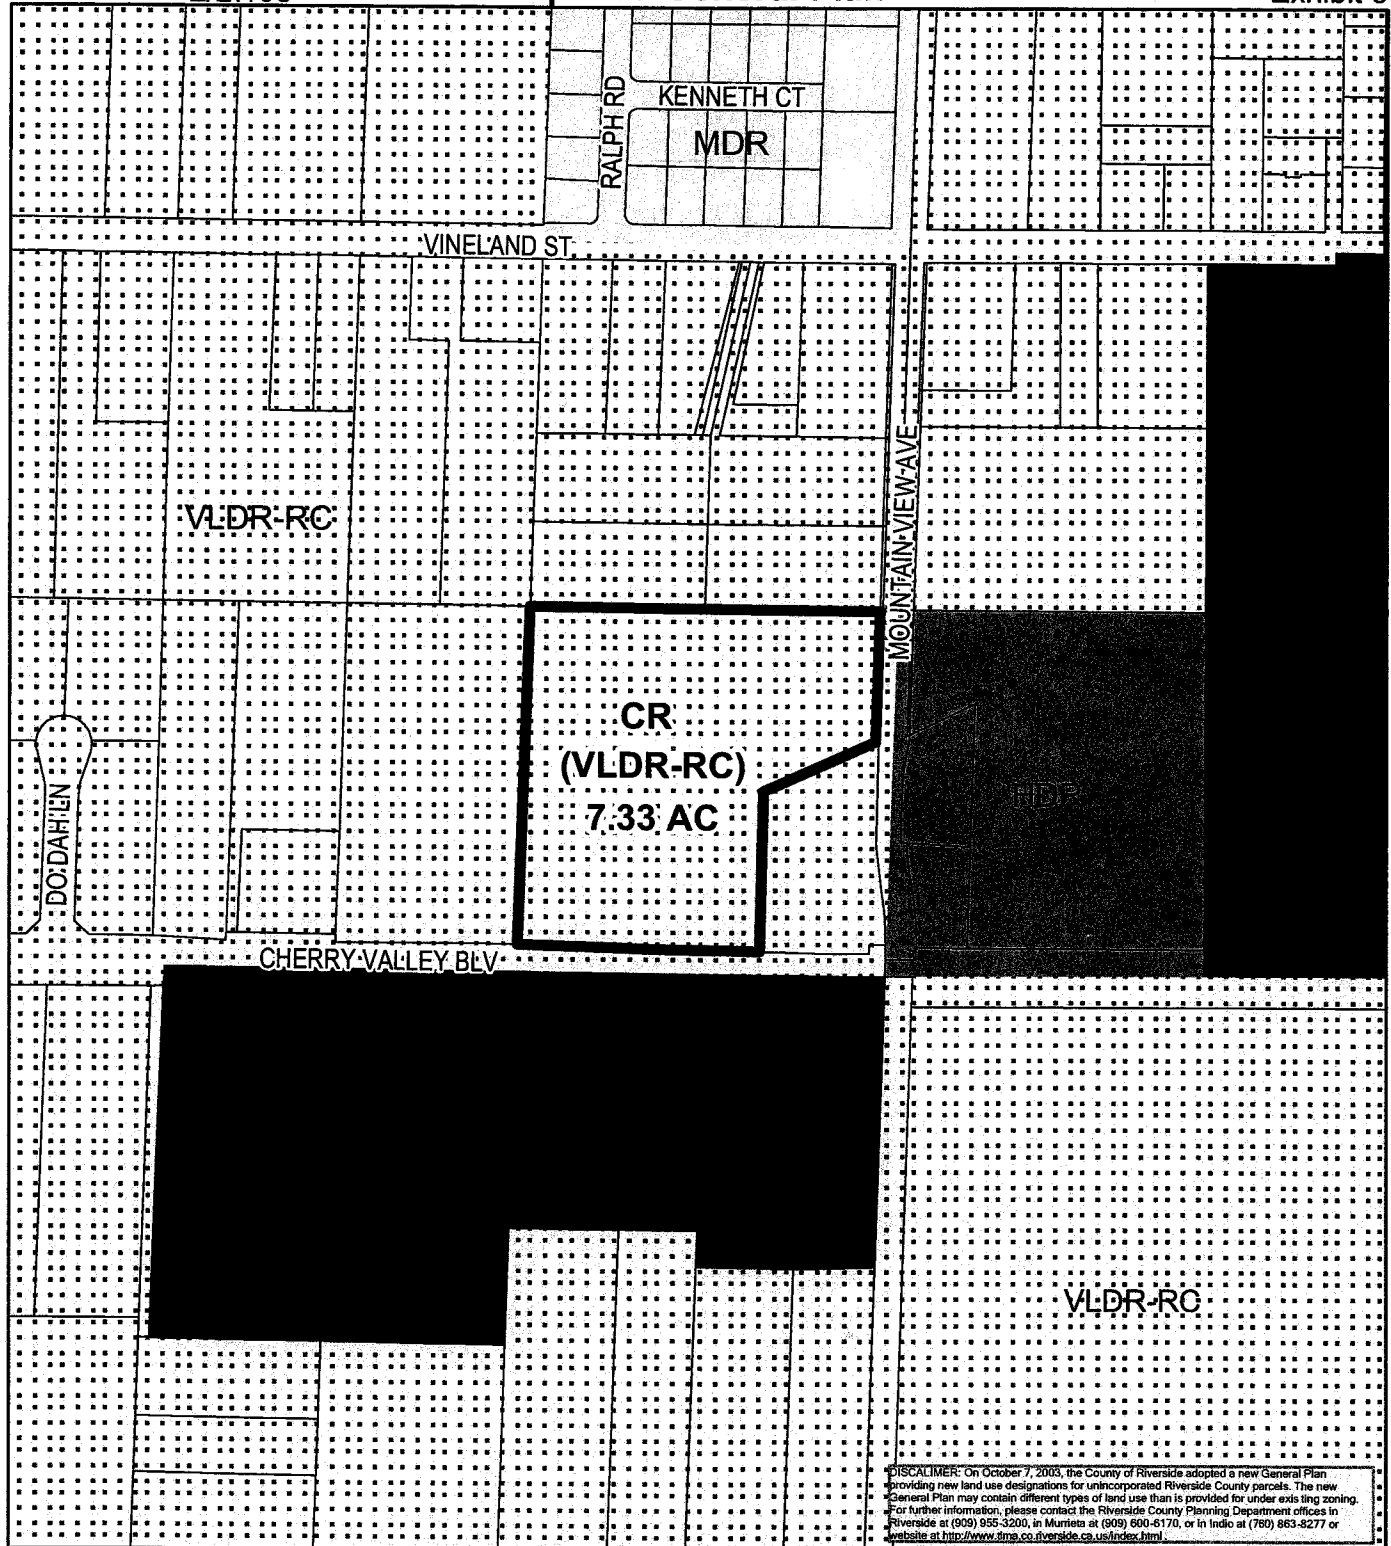 KENNETH CT
RALPH RD
MDR
VINELAND ST
MOUNTAIN VIEW AVE
VLDR-RC
CR
(VLDR-RC)
7.33 AC
HDR
DO DAH LN
CHERRY VALLEY BLV
VLDR-RC
DISCALIMER: On October 7, 2003, the County of Riverside adopted a new General Plan
providing new land use designations for unincorporated Riverside County parcels. The new
General Plan may contain different types of land use than is provided for under exis ting zoning.
For further information, please contact the Riverside County Planning Department offices in
Riverside at (909) 955-3200, in Murrieta at (909) 600-6170, or in Indio at (760) 863-8277 or
website at http://www.tlma.co.riverside.ca.us/index.html .